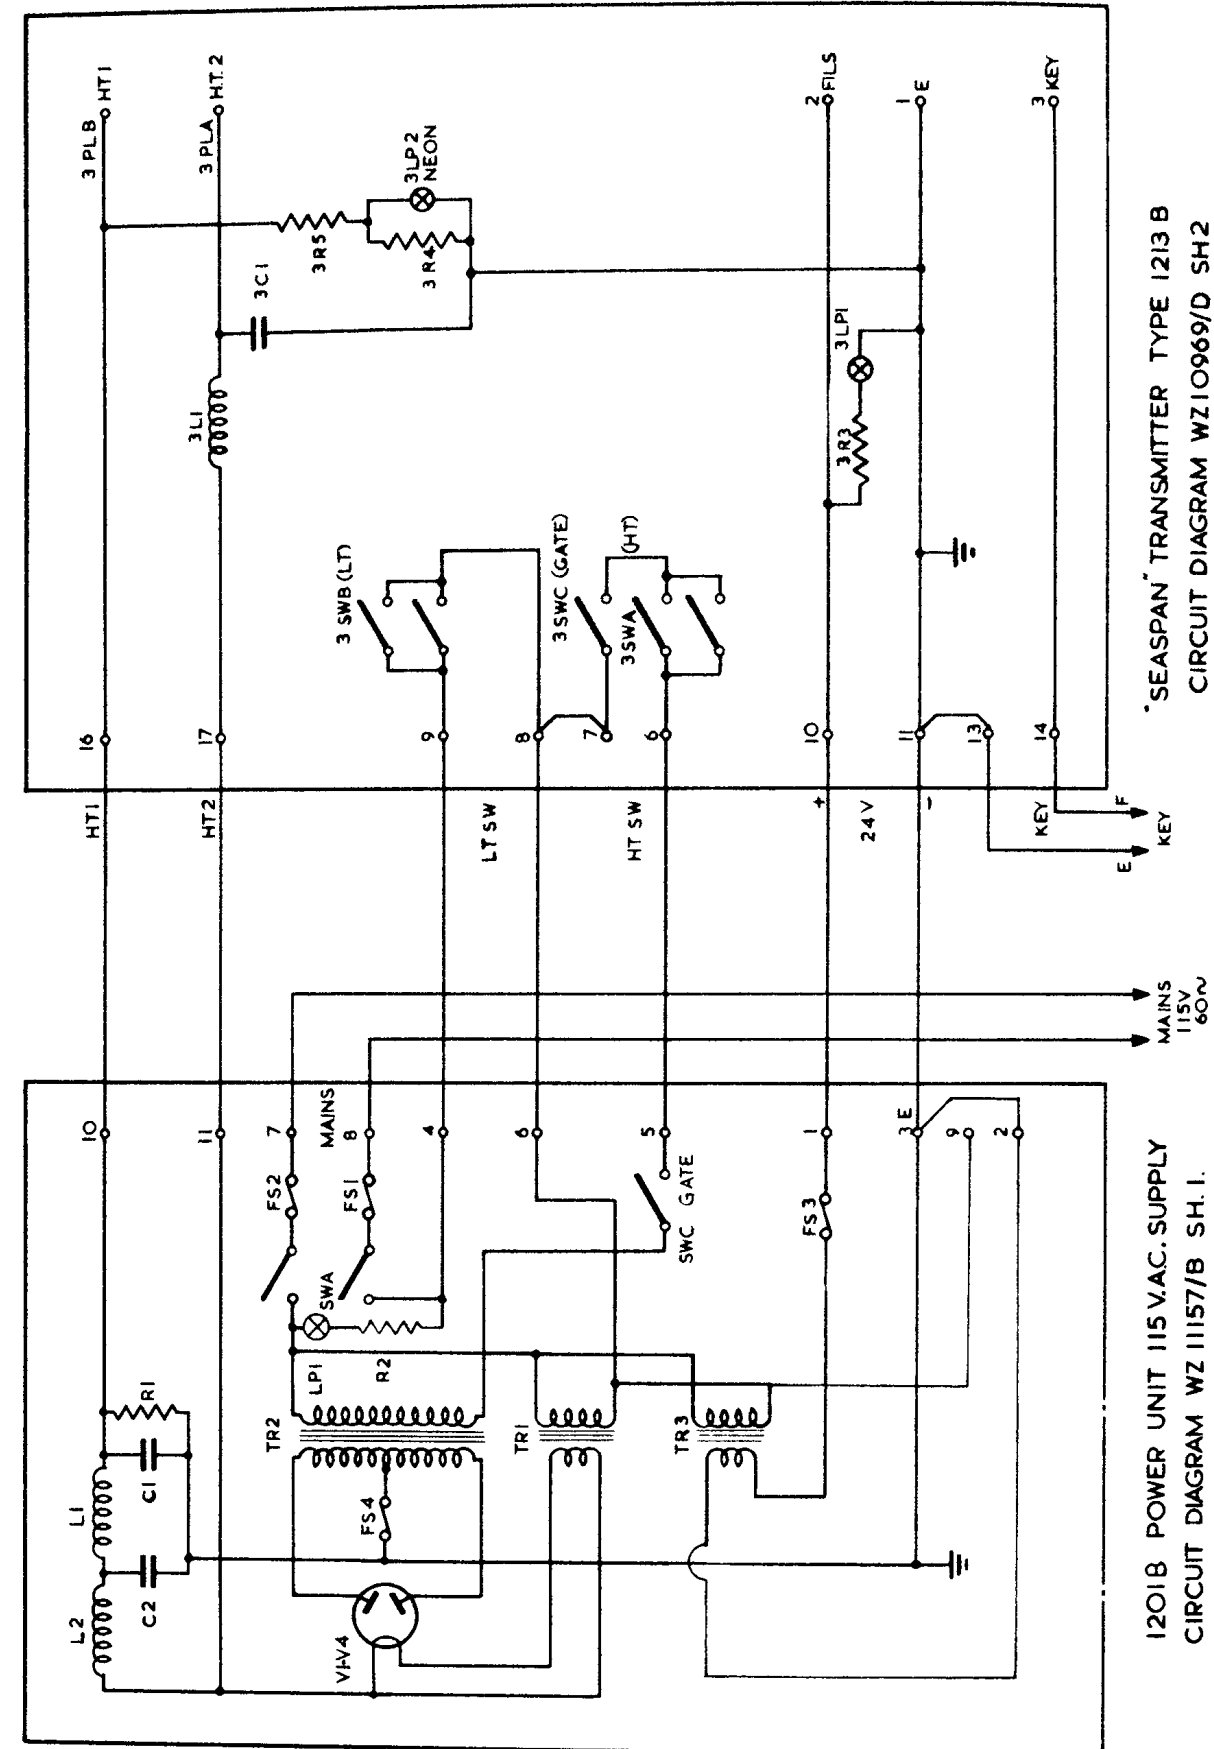 3 PLB
HT1
3 PLA
H.T.2
3LP2
NEON
3R5
3R4
3C1
3L1
2 FILS
1 E
3 KEY
3LP1
3R3
3 SWB (LT)
3 SWC (GATE)
(HT)
3SWA
16
17
9
8
7
6
10
11
13
14
HT1
HT2
LT SW
HT SW
+
24V
-
KEY
E
F
KEY
MAINS
115V
60~
10
11
7
MAINS
8
4
6
5
1
3 E
9
2
FS2
FS1
SWA
SWC GATE
FS3
LP1
R2
R1
C1
L1
L2
C2
TR2
TR1
TR3
FS4
V1-V4
"SEASPAN" TRANSMITTER TYPE 1213B
CIRCUIT DIAGRAM WZ10969/D SH2
1201B POWER UNIT 115V.A.C. SUPPLY
CIRCUIT DIAGRAM WZ 11157/B SH.1.